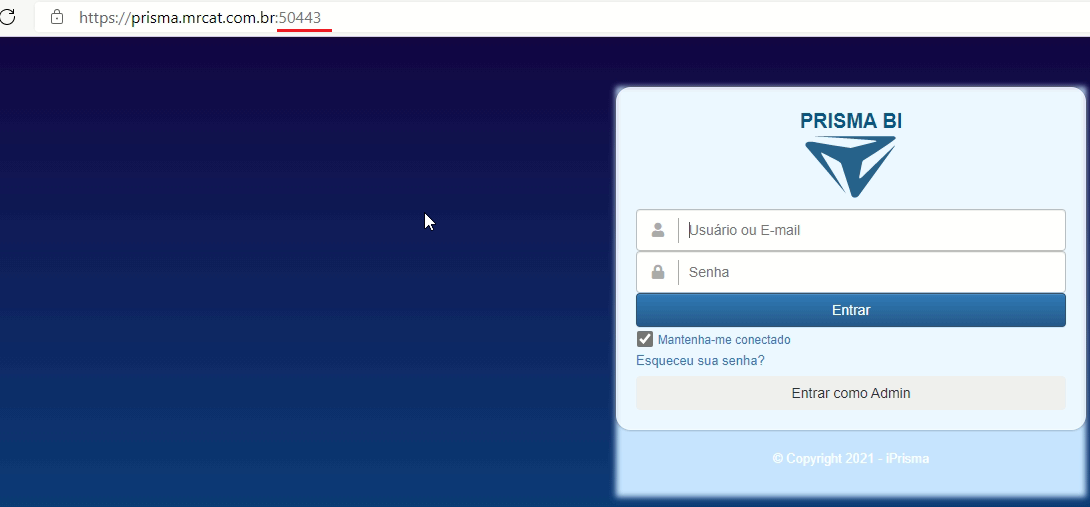 https://prisma.mrcat.com.br:50443
PRISMA BI
Usuário ou E-mail
Senha
Entrar
Mantenha-me conectado
Esqueceu sua senha?
Entrar como Admin
© Copyright 2021 - iPrisma